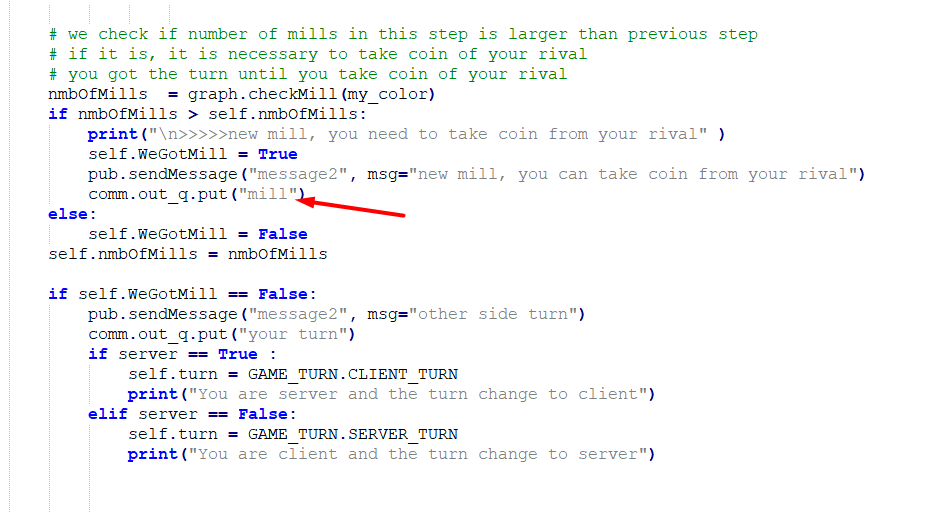 # we check if number of mills in this step is larger than previous step
# if it is, it is necessary to take coin of your rival
# you got the turn until you take coin of your rival
nmbOfMills  = graph.checkMill(my_color)
if nmbOfMills > self.nmbOfMills:
    print("\n>>>>>new mill, you need to take coin from your rival" )
    self.WeGotMill = True
    pub.sendMessage("message2", msg="new mill, you can take coin from your rival")
    comm.out_q.put("mill")
else:
    self.WeGotMill = False
self.nmbOfMills = nmbOfMills

if self.WeGotMill == False:
    pub.sendMessage("message2", msg="other side turn")
    comm.out_q.put("your turn")
    if server == True :
        self.turn = GAME_TURN.CLIENT_TURN
        print("You are server and the turn change to client")
    elif server == False:
        self.turn = GAME_TURN.SERVER_TURN
        print("You are client and the turn change to server")